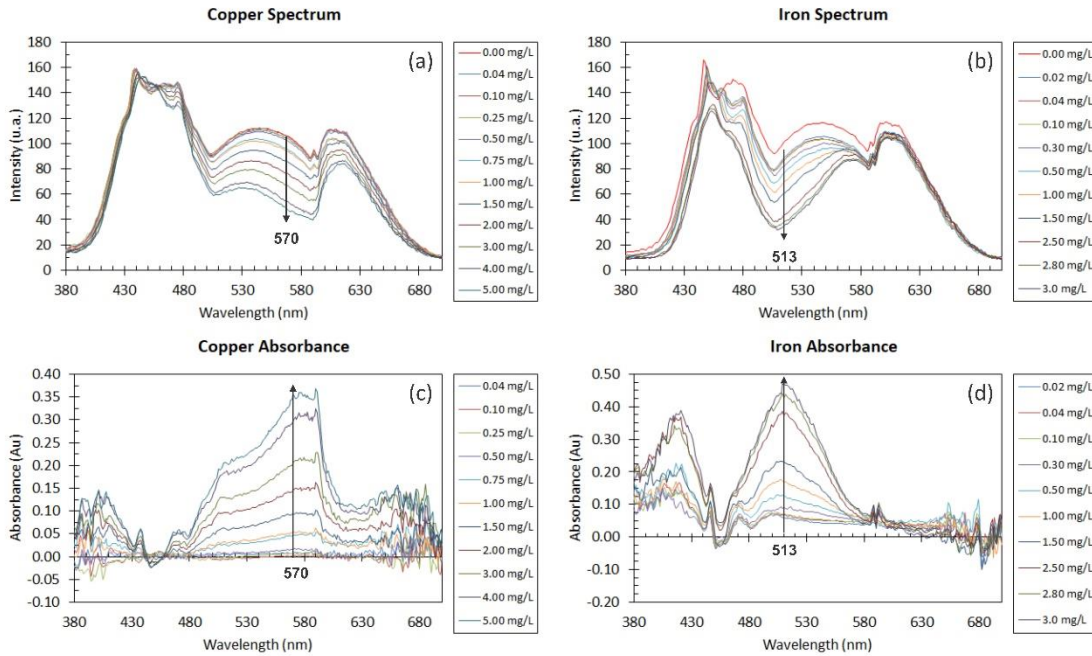 Copper Spectrum
(a)
Intensity (u.a.)
180
160
140
120
100
80
60
40
20
0
570
380 430 480 530 580 630 680
Wavelength (nm)
0.00 mg/L
0.04 mg/L
0.10 mg/L
0.25 mg/L
0.50 mg/L
0.75 mg/L
1.00 mg/L
1.50 mg/L
2.00 mg/L
3.00 mg/L
4.00 mg/L
5.00 mg/L
Iron Spectrum
(b)
Intensity (u.a.)
180
160
140
120
100
80
60
40
20
0
513
380 430 480 530 580 630 680
Wavelength (nm)
0.00 mg/L
0.02 mg/L
0.04 mg/L
0.10 mg/L
0.30 mg/L
0.50 mg/L
1.00 mg/L
1.50 mg/L
2.50 mg/L
2.80 mg/L
3.0 mg/L
Copper Absorbance
(c)
Absorbance (Au)
0.40
0.35
0.30
0.25
0.20
0.15
0.10
0.05
0.00
-0.05
-0.10
570
380 430 480 530 580 630 680
Wavelength (nm)
0.04 mg/L
0.10 mg/L
0.25 mg/L
0.50 mg/L
0.75 mg/L
1.00 mg/L
1.50 mg/L
2.00 mg/L
3.00 mg/L
4.00 mg/L
5.00 mg/L
Iron Absorbance
(d)
Absorbance (Au)
0.50
0.40
0.30
0.20
0.10
0.00
-0.10
-0.20
513
380 430 480 530 580 630 680
Wavelength (nm)
0.02 mg/L
0.04 mg/L
0.10 mg/L
0.30 mg/L
0.50 mg/L
1.00 mg/L
1.50 mg/L
2.50 mg/L
2.80 mg/L
3.0 mg/L